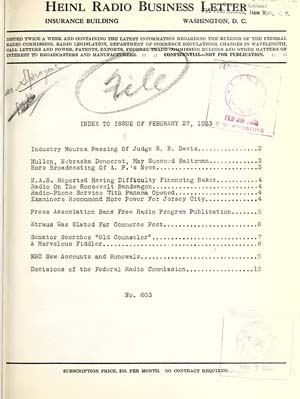 HEINL RADIO BUSINESS LETTER
INSURANCE BUILDING WASHINGTON, D. C.
ISSUED TWICE A WEEK AND CONTAINING THE LATEST INFORMATION REGARDING THE RULINGS OF THE FEDERAL
RADIO COMMISSION, RADIO LEGISLATION, DEPARTMENT OF COMMERCE REGULATIONS, CHANGES IN WAVELENGTH,
CALL LETTERS AND POWER, PATENTS, EXPORTS, FEDERAL TRADE COMMISSION RULINGS AND OTHER MATTERS OF
INTEREST TO BROADCASTERS AND MANUFACTURERS. :: :: CONFIDENTIAL—NOT FOR PUBLICATION. :: ::
File
INDEX TO ISSUE OF FEBURARY 27, 1933
Industry Mourns Passing Of Judge S. B. Davis 2
Mullen, Nebraska Democrat, May Succeed Saltzman 3
Bars Broadcasting Of A. P.'s News 3
N.A.B. Reported Having Difficulty Financing Baker 4
Radio On The Roosevelt Bandwagon 4
Radio-Phone Service With Panama Opened 4
Examiners Recommend More Power For Jersey City 4
Press Association Bans Free Radio Program Publication 5
Straus Was Slated For Commerce Post 6
Senator Scorches "Old Counselor" 7
A Marvelous Fiddler 8
NBC New Accounts and Renewals 5
Decisions of the Federal Radio Commission 10
No. 603
SUBSCRIPTION PRICE, $10. PER MONTH. NO CONTRACT REQUIRED.